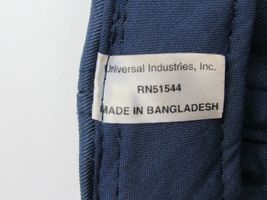 Universal Industries, Inc.
RN51544
MADE IN BANGLADESH